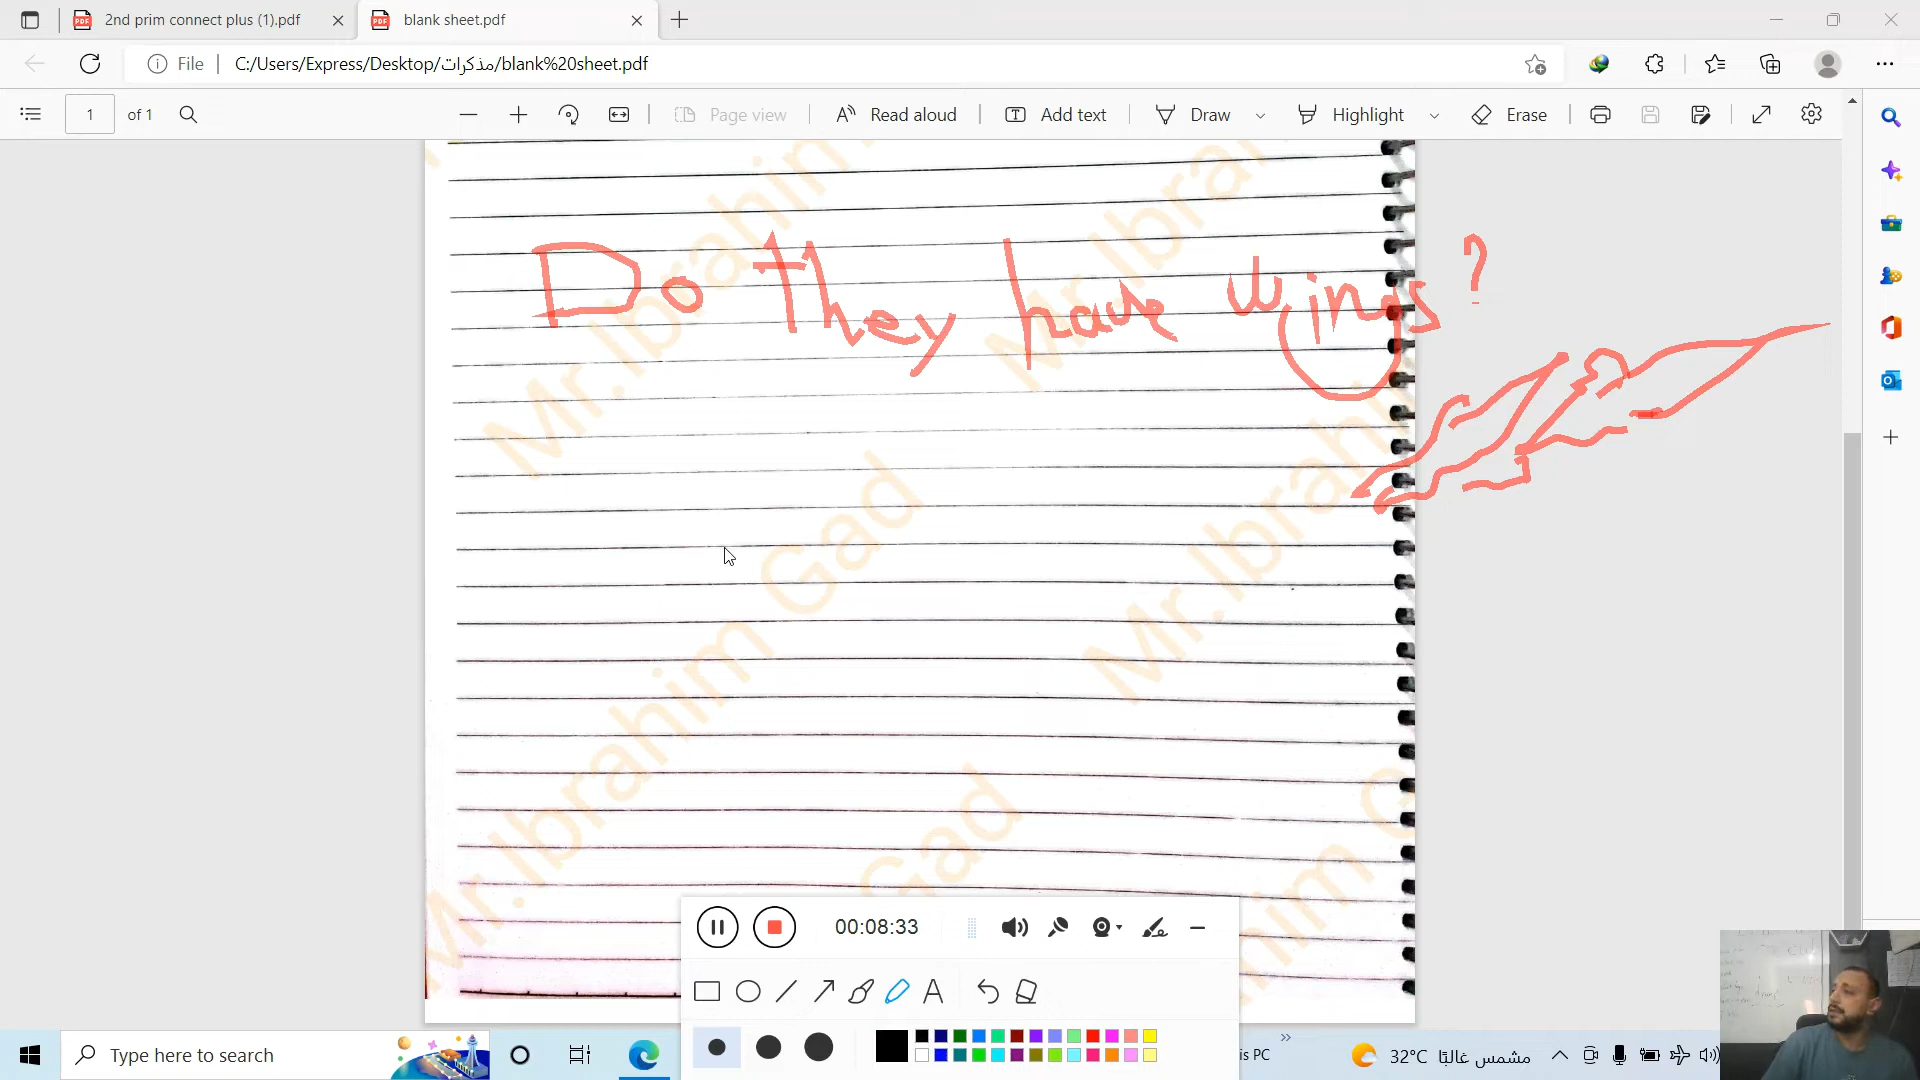 2nd prim connect plus (1).pdf
blank sheet.pdf
File
C:/Users/Express/Desktop/مذكرات/blank%20sheet.pdf
1 of 1
Page view
Read aloud
Add text
Draw
Highlight
Erase
Do they have wings?
Mr.Ibrahim Gad
00:08:33
Type here to search
is PC
32°C مشمس غالبًا